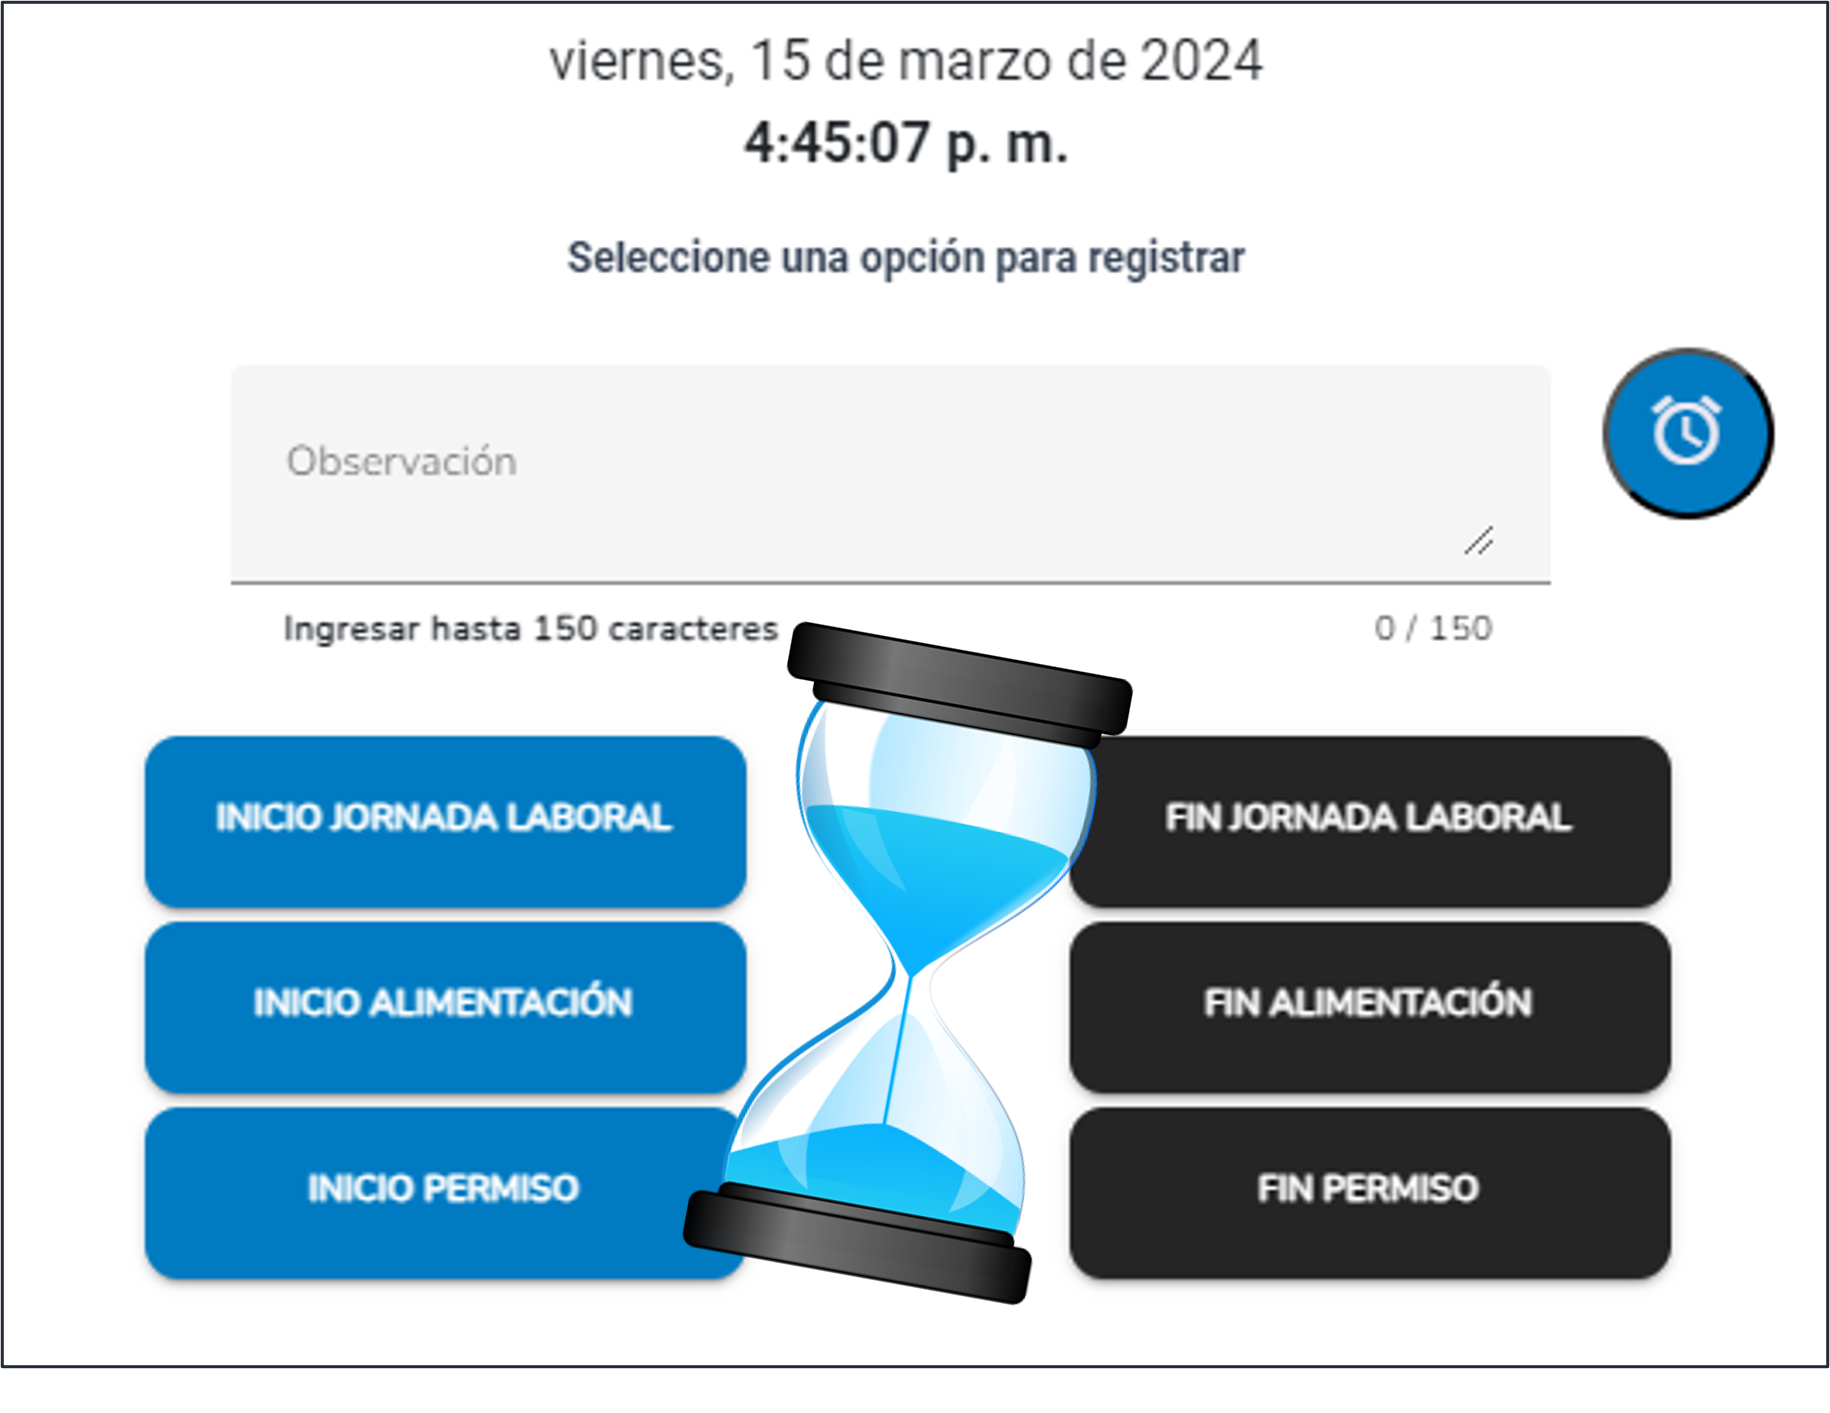 viernes, 15 de marzo de 2024
4:45:07 p. m.
Seleccione una opción para registrar
Observación
Ingresar hasta 150 caracteres
0 / 150
INICIO JORNADA LABORAL
FIN JORNADA LABORAL
INICIO ALIMENTACIÓN
FIN ALIMENTACIÓN
INICIO PERMISO
FIN PERMISO